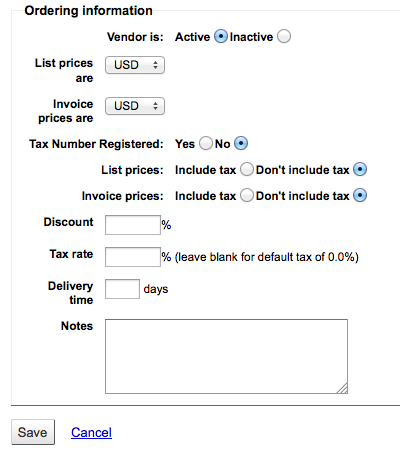 Ordering information
Vendor is: Active Inactive
List prices are USD
Invoice prices are USD
Tax Number Registered: Yes No
List prices: Include tax Don't include tax
Invoice prices: Include tax Don't include tax
Discount %
Tax rate % (leave blank for default tax of 0.0%)
Delivery time days
Notes
Save Cancel